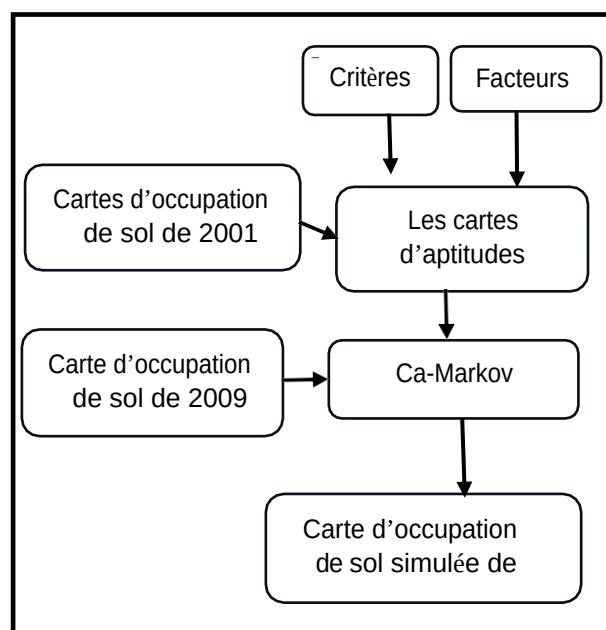 Critères
Facteurs
Cartes d’occupation
de sol de 2001
Les cartes
d’aptitudes
Carte d’occupation
de sol de 2009
Ca-Markov
Carte d’occupation
de sol simulée de